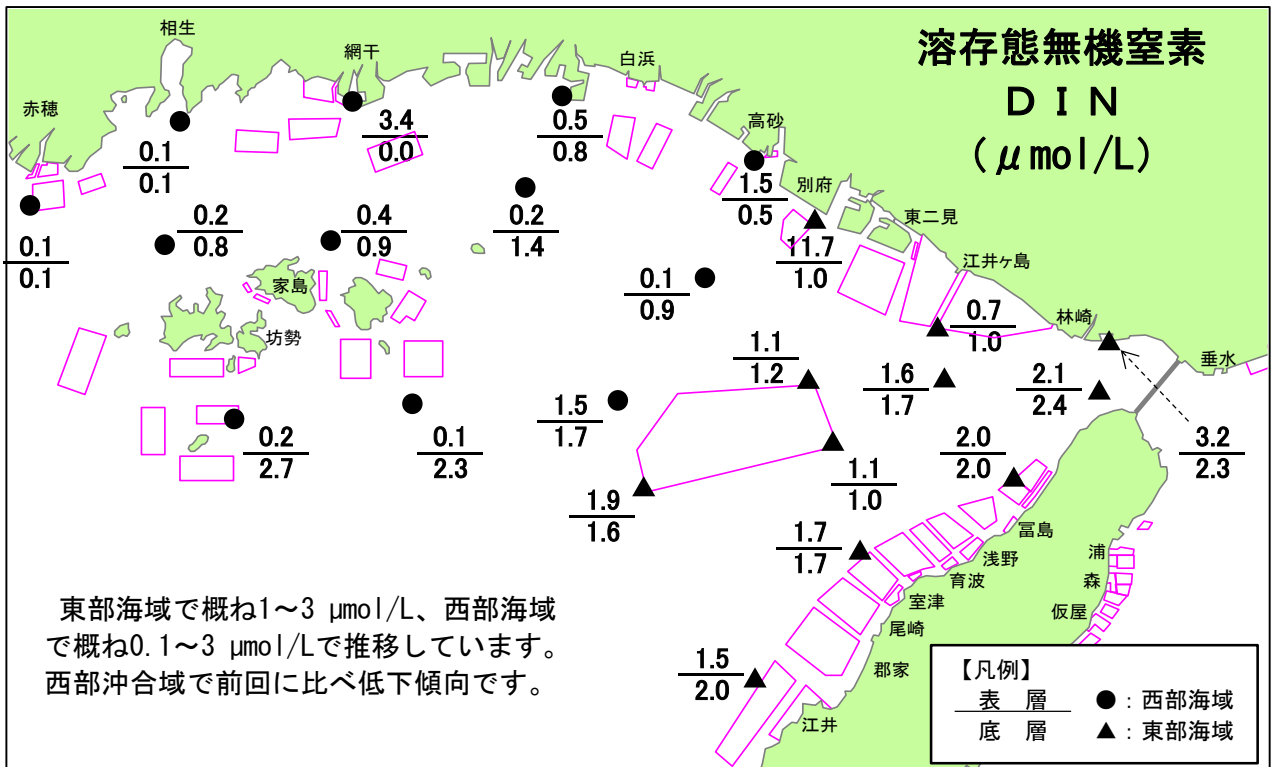 溶存態無機窒素
ＤＩＮ
(μmol/L)
相生
赤穂
網干
白浜
高砂
別府
東二見
江井ヶ島
林崎
垂水
家島
坊勢
0.1
0.1
3.4
0.0
0.5
0.8
1.5
0.5
0.1
0.1
0.2
0.8
0.4
0.9
0.2
1.4
11.7
1.0
0.1
0.9
0.7
1.0
1.1
1.2
1.6
1.7
2.1
2.4
3.2
2.3
0.2
2.7
0.1
2.3
1.5
1.7
2.0
2.0
1.1
1.0
1.9
1.6
1.7
1.7
1.5
2.0
冨島
浅野
育波
室津
尾崎
郡家
江井
浦
森
仮屋
東部海域で概ね1～3 μmol/L、西部海域
で概ね0.1～3 μmol/Lで推移しています。
西部沖合域で前回に比べ低下傾向です。
【凡例】
表 層 ●：西部海域
底 層 ▲：東部海域